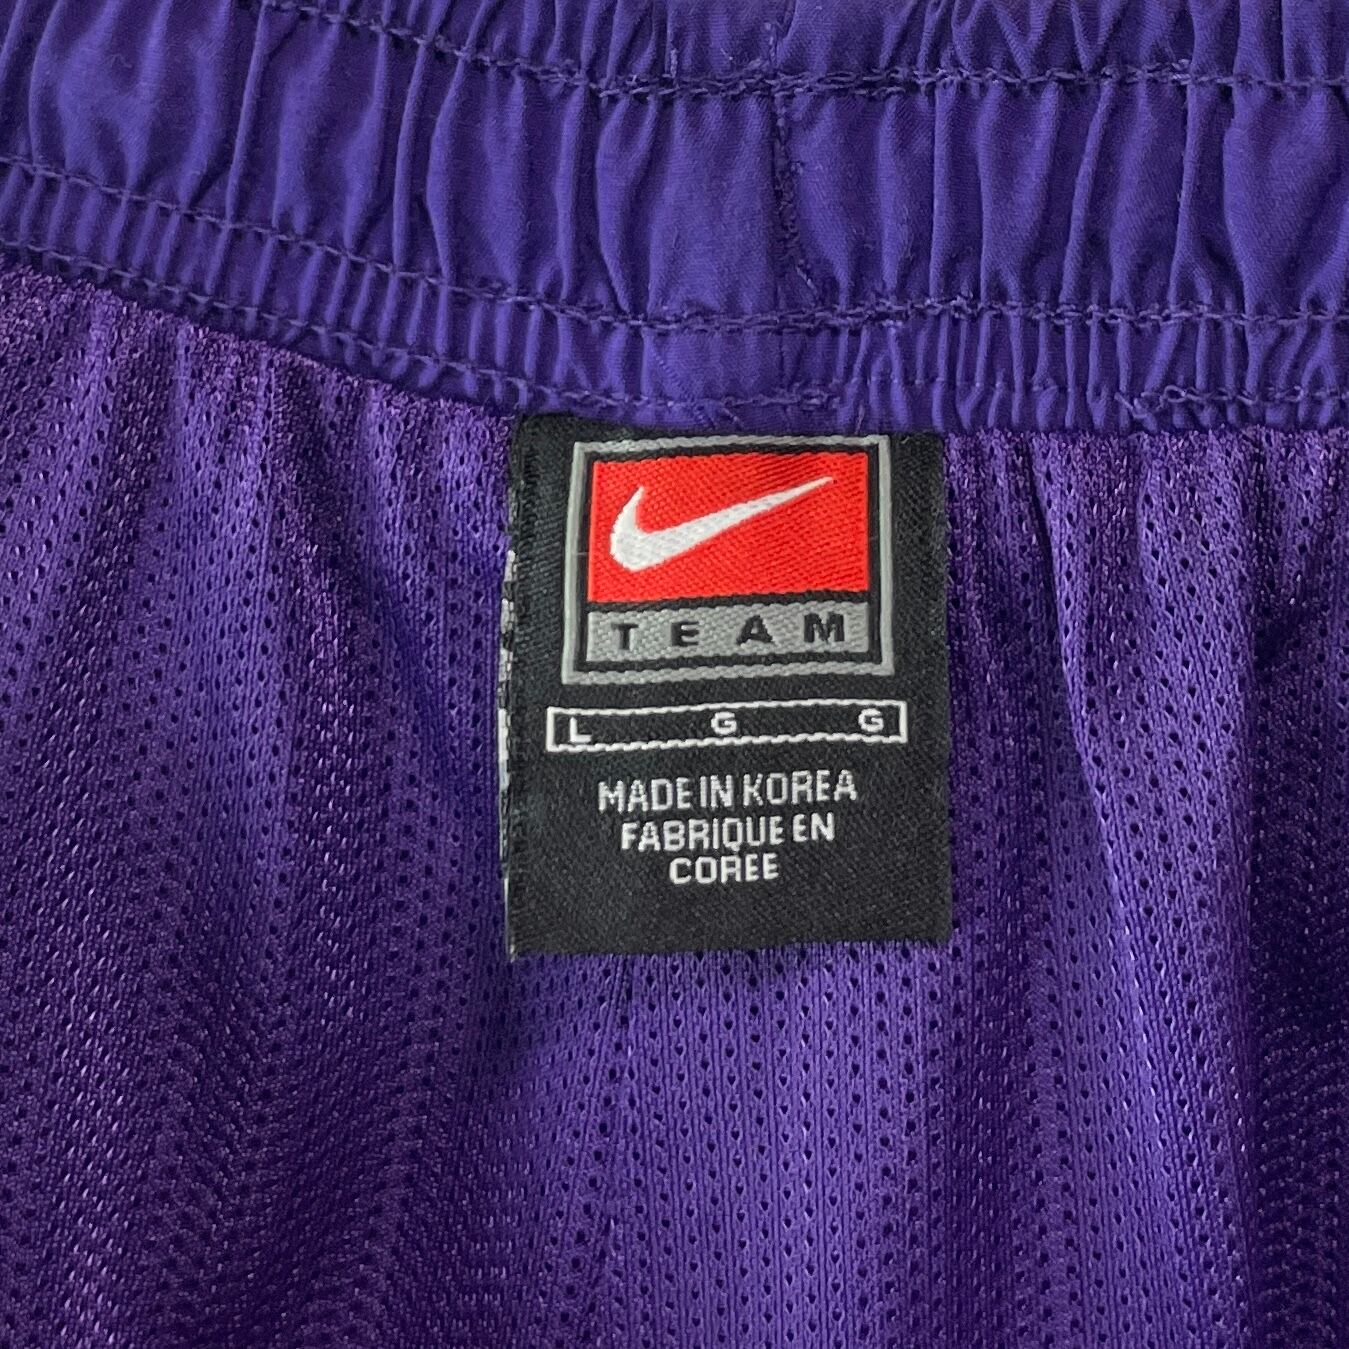 TEAM
L G G
MADE IN KOREA
FABRIQUE EN
COREE